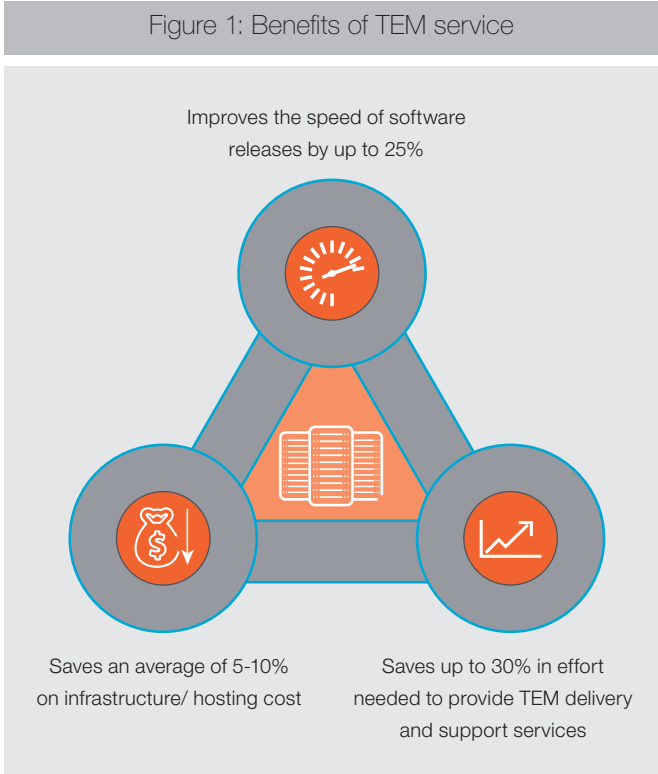 Figure 1: Benefits of TEM service
Improves the speed of software
releases by up to 25%
$
Saves an average of 5-10%
on infrastructure/ hosting cost
Saves up to 30% in effort
needed to provide TEM delivery
and support services